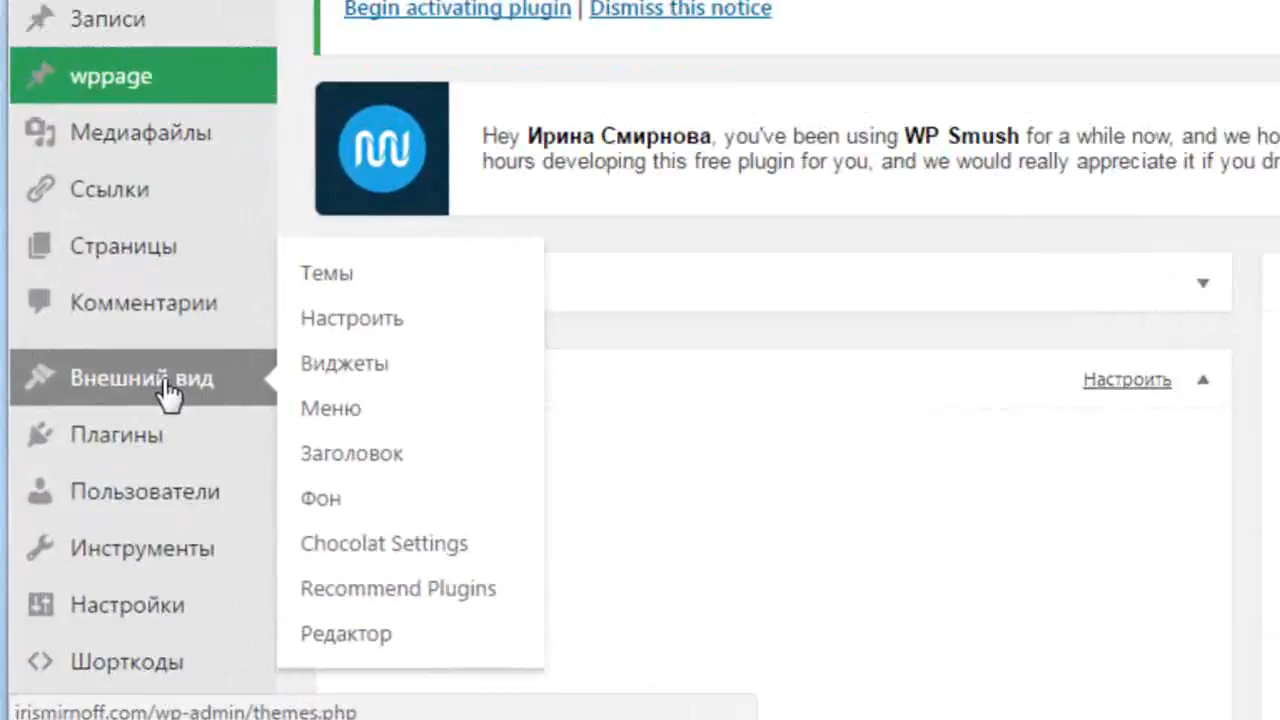 Записи
wppage
Медиафайлы
Ссылки
Страницы
Комментарии
Внешний вид
Плагины
Пользователи
Инструменты
Настройки
Шорткоды
Темы
Настроить
Виджеты
Меню
Заголовок
Фон
Chocolat Settings
Recommend Plugins
Редактор
Begin activating plugin | Dismiss this notice
Hey Ирина Смирнова, you've been using WP Smush for a while now, and we ho
hours developing this free plugin for you, and we would really appreciate it if you dr
Настроить
irismirnoff.com/wp-admin/themes.php